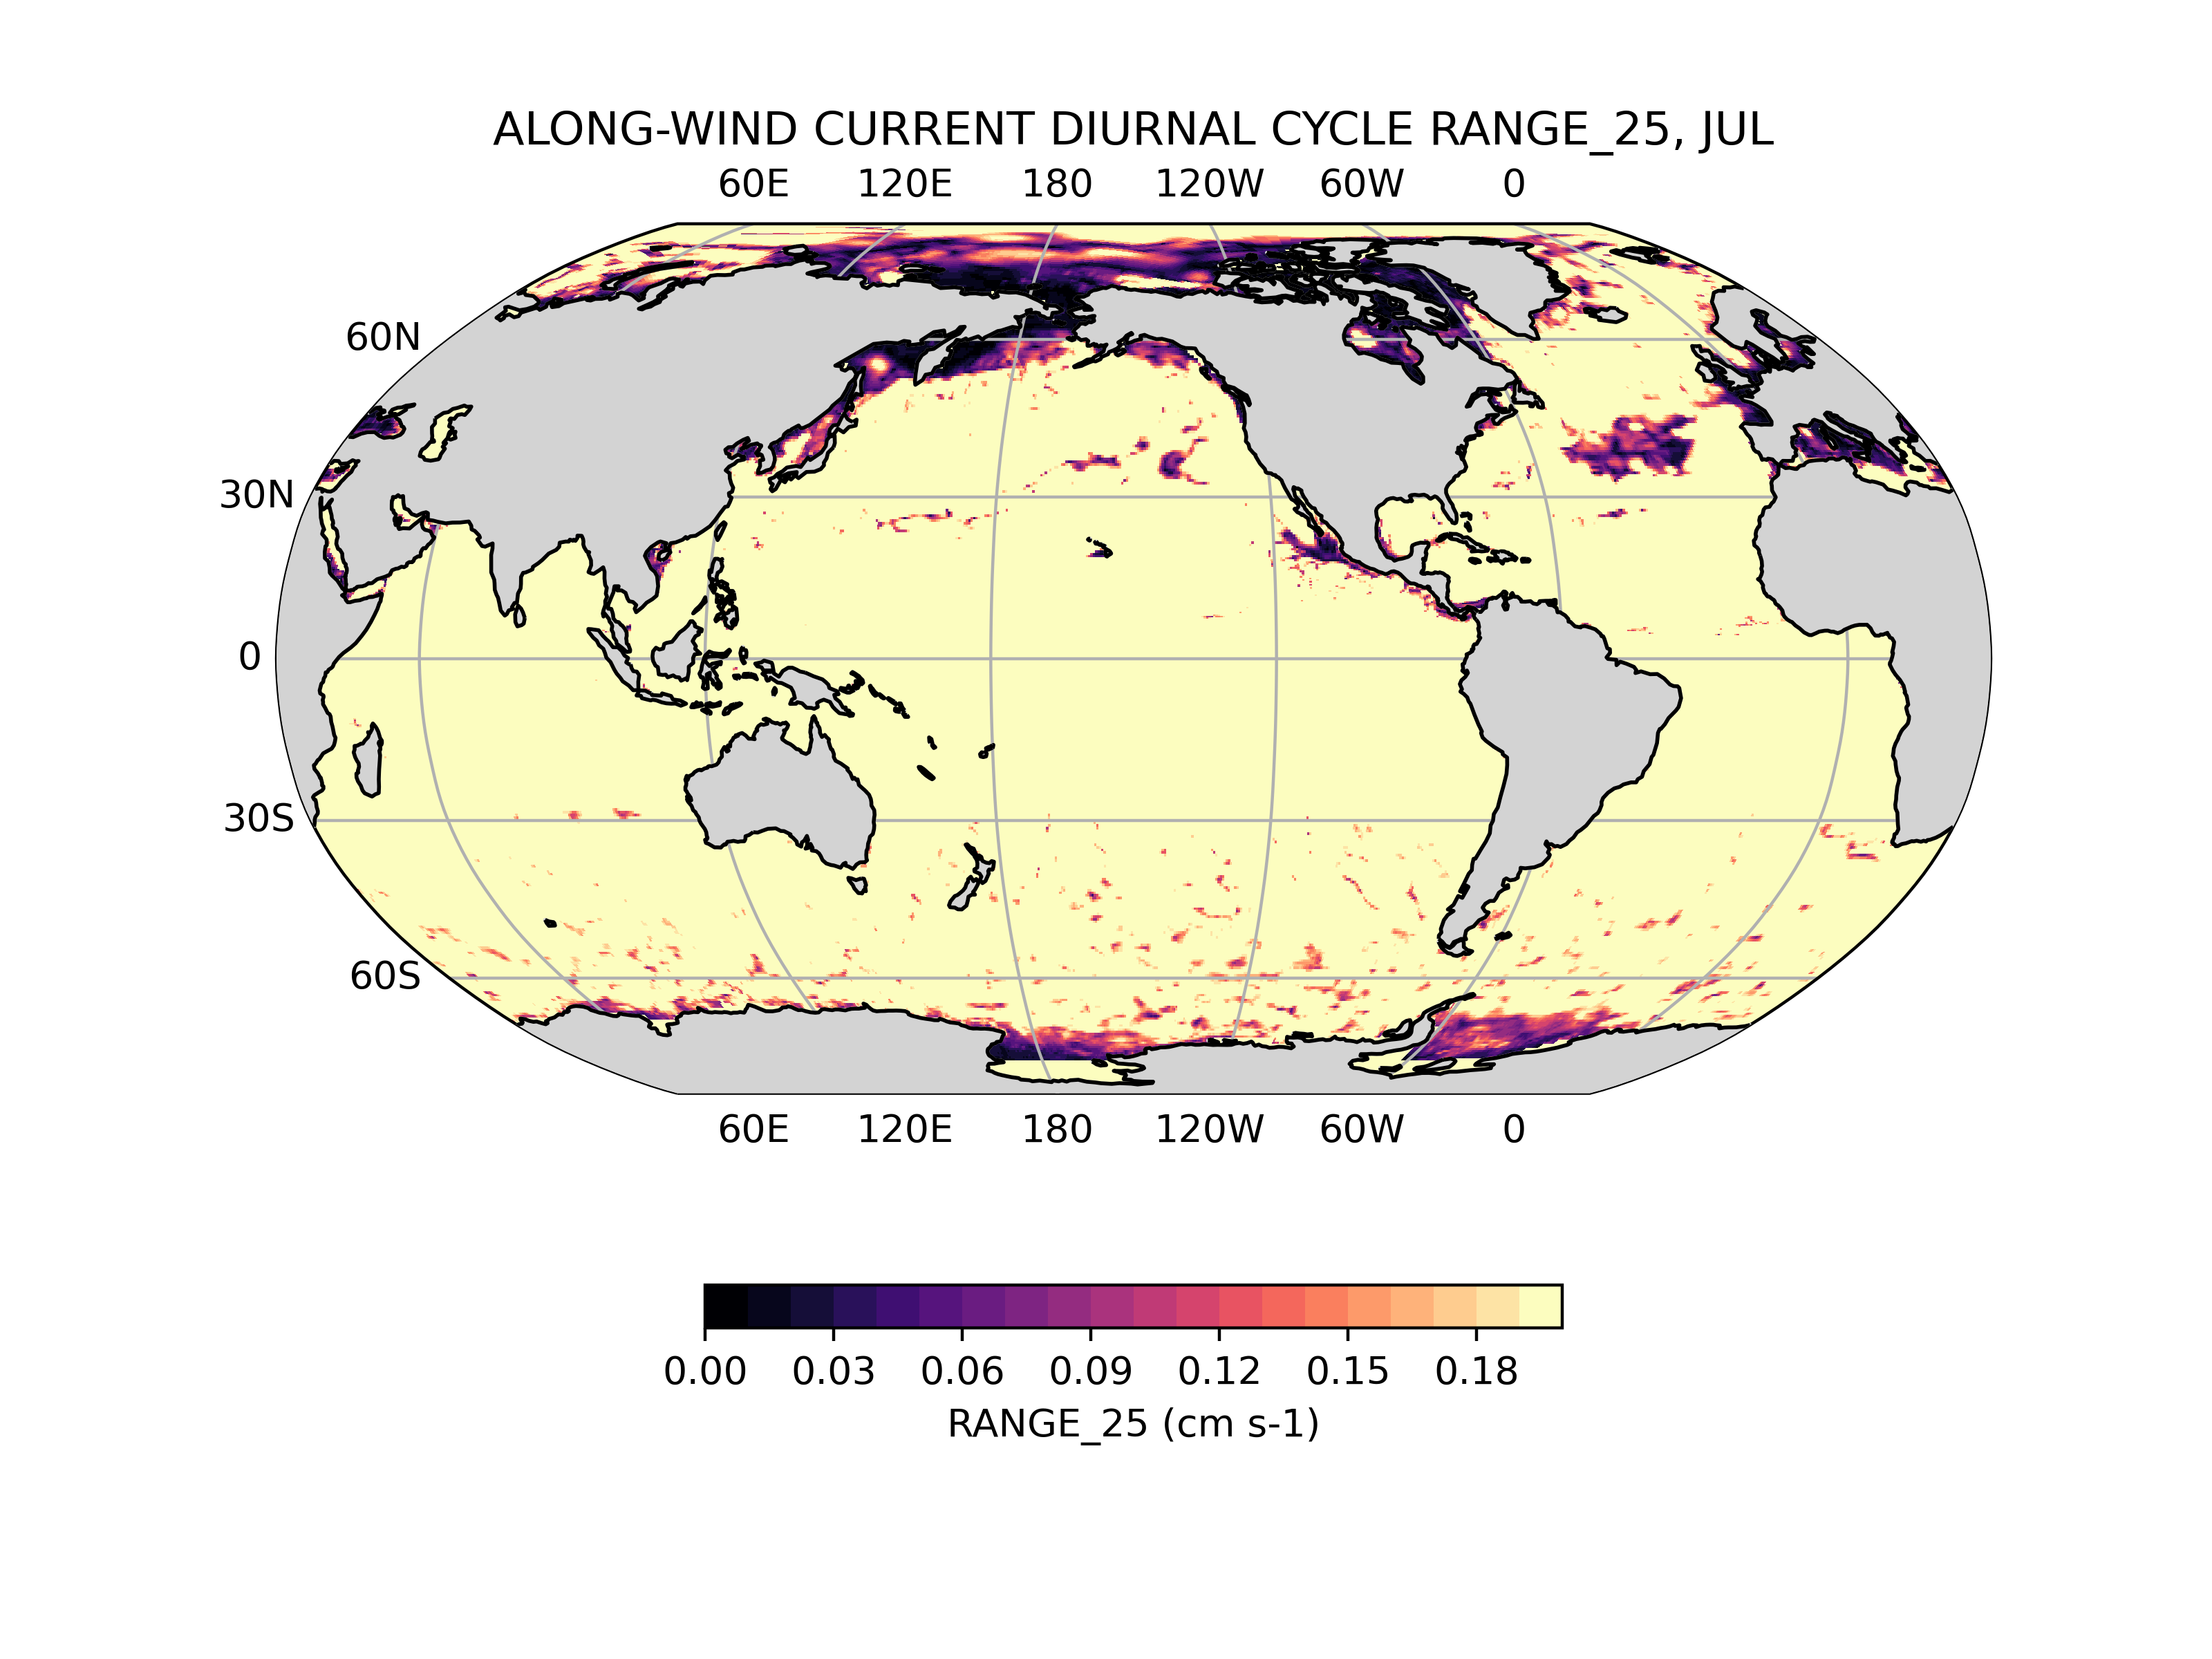 ALONG-WIND CURRENT DIURNAL CYCLE RANGE_25, JUL
60E 120E 180 120W 60W 0
60N
30N
0
30S
60S
60E 120E 180 120W 60W 0
0.00 0.03 0.06 0.09 0.12 0.15 0.18
RANGE_25 (cm s-1)